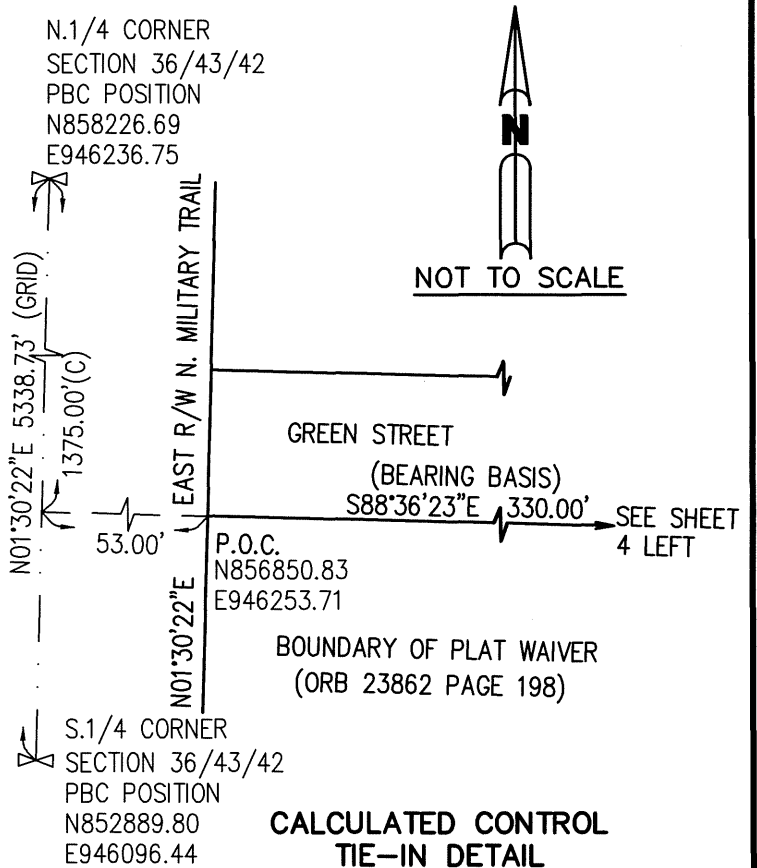 N.1/4 CORNER
SECTION 36/43/42
PBC POSITION
N858226.69
E946236.75
N
NOT TO SCALE
N01°30'22"E 5338.73' (GRID)
1375.00'(C)
EAST R/W N. MILITARY TRAIL
N01°30'22"E
GREEN STREET
(BEARING BASIS)
S88°36'23"E 330.00'
SEE SHEET
4 LEFT
53.00'
P.O.C.
N856850.83
E946253.71
BOUNDARY OF PLAT WAIVER
(ORB 23862 PAGE 198)
S.1/4 CORNER
SECTION 36/43/42
PBC POSITION
N852889.80
E946096.44
CALCULATED CONTROL
TIE-IN DETAIL